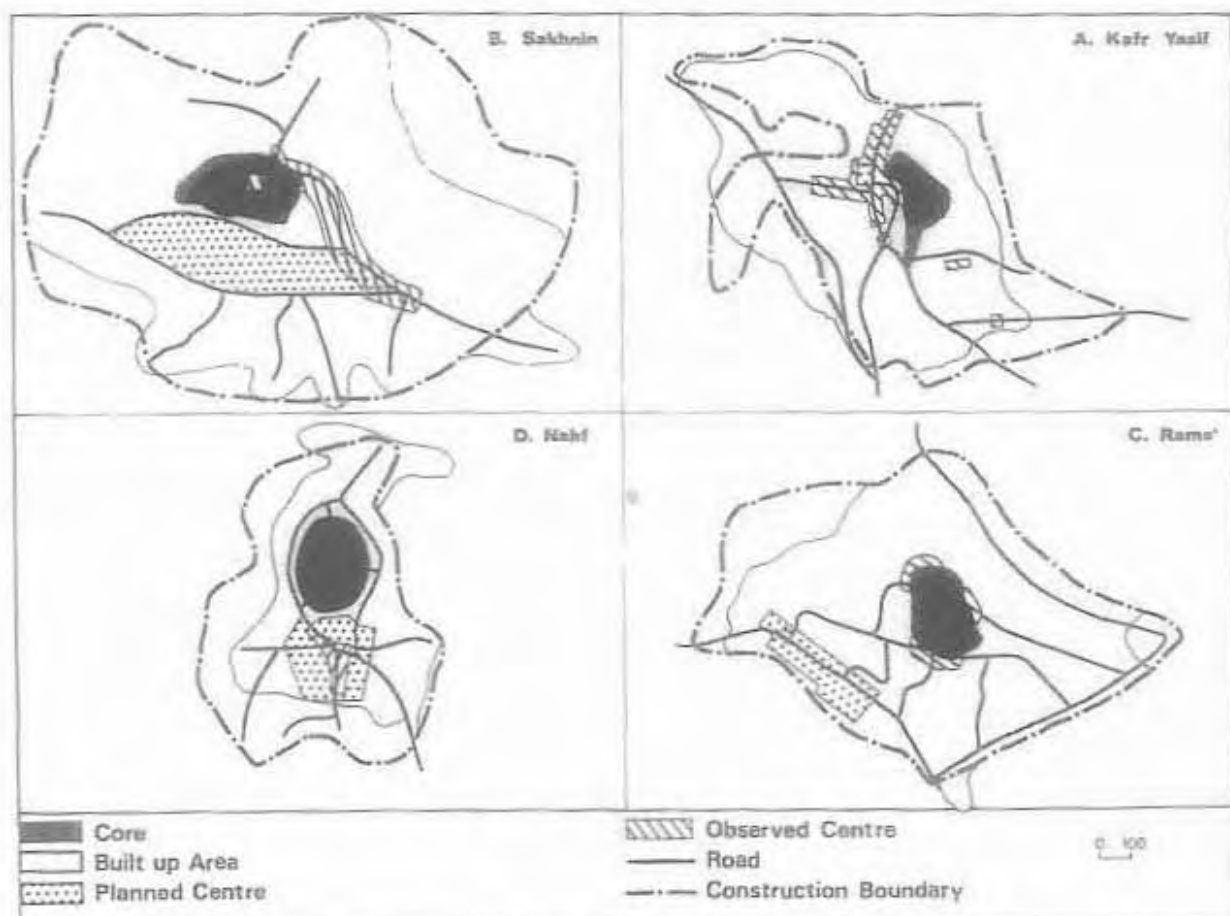 B. Sakhnin
A. Kafr Yasif
D. Nahf
C. Rama'
Core
Built up Area
Planned Centre
Observed Centre
Road
Construction Boundary
0 100